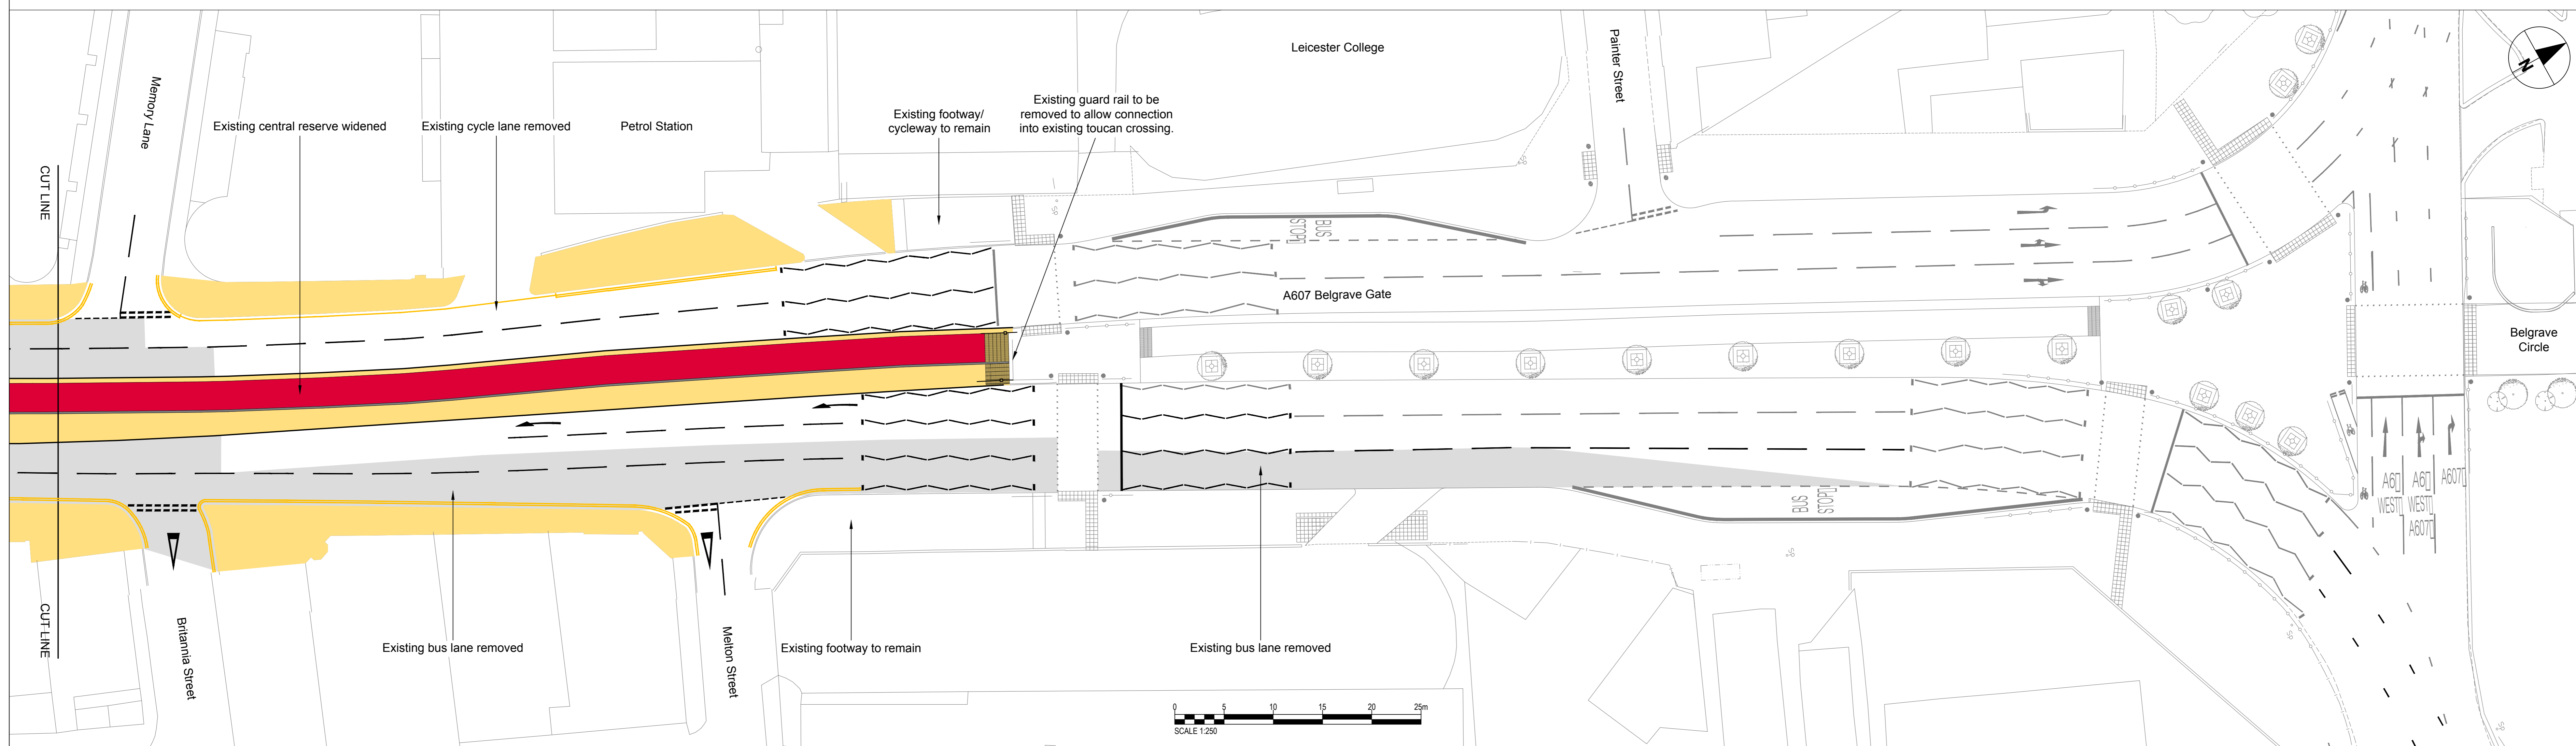 Leicester College
Painter Street
N
Memory Lane
Existing central reserve widened
Existing cycle lane removed
Petrol Station
Existing footway/
cycleway to remain
Existing guard rail to be
removed to allow connection
into existing toucan crossing.
CUT LINE
BUS
STOP
A607 Belgrave Gate
Belgrave
Circle
A6
WEST
A6
WEST
A607
A607
BUS
STOP
CUT LINE
Britannia Street
Existing bus lane removed
Melton Street
Existing footway to remain
Existing bus lane removed
0 5 10 15 20 25m
SCALE 1:250